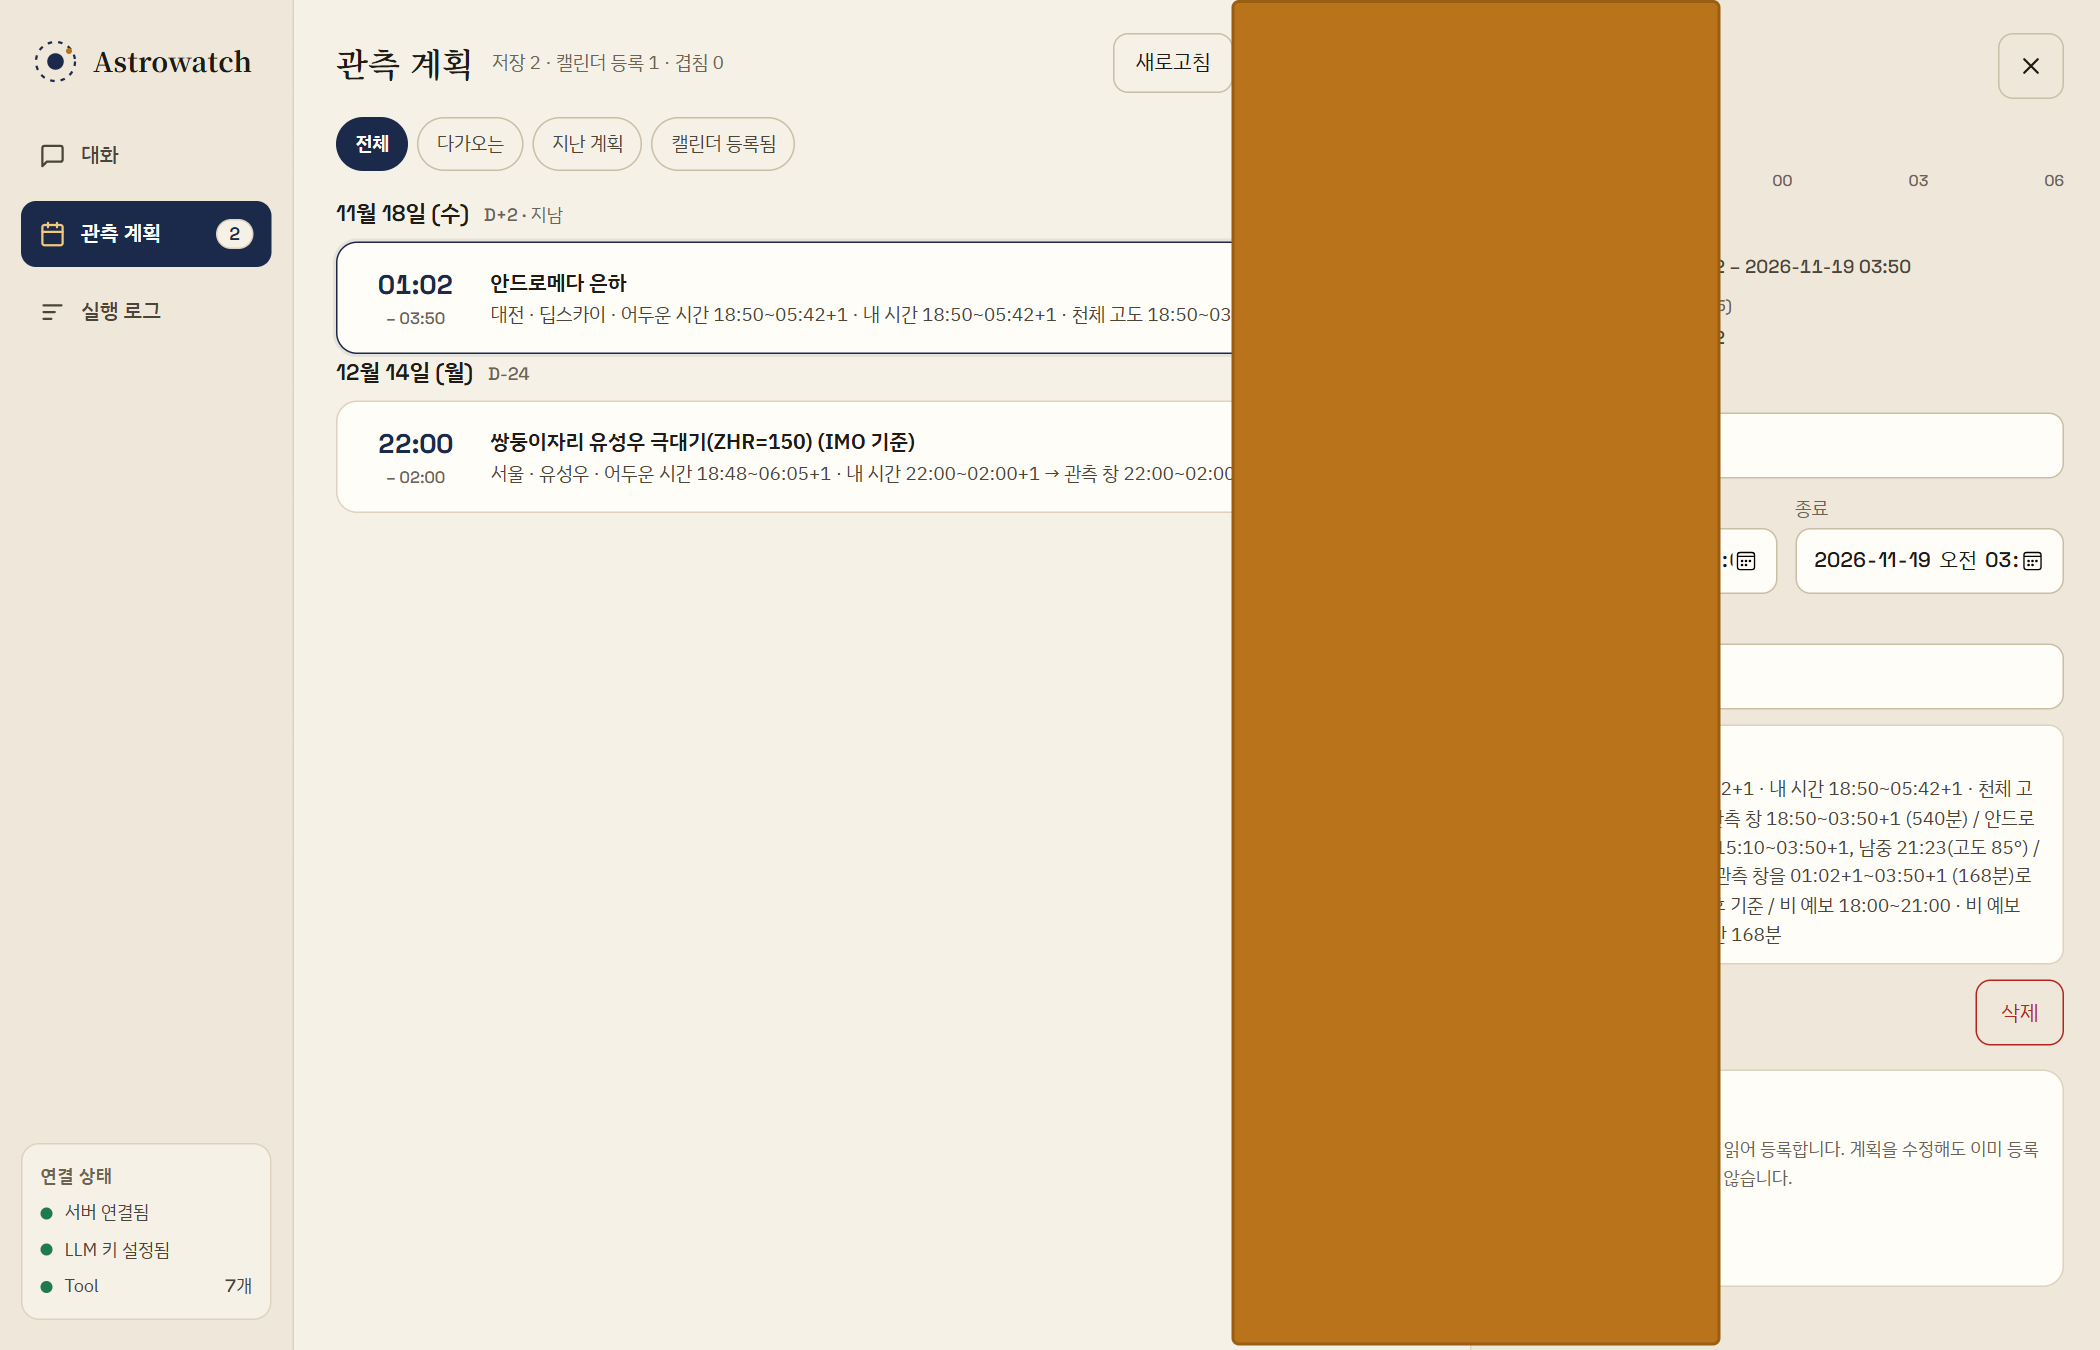 Astrowatch
대화
관측 계획 2
실행 로그
연결 상태
서버 연결됨
LLM 키 설정됨
Tool 7개
관측 계획 저장 2 · 캘린더 등록 1 · 겹침 0
새로고침
전체 다가오는 지난 계획 캘린더 등록됨
11월 18일 (수) D+2 · 지남
01:02 안드로메다 은하
– 03:50 대전 · 딥스카이 · 어두운 시간 18:50~05:42+1 · 내 시간 18:50~05:42+1 · 천체 고도 18:50~03
12월 14일 (월) D-24
22:00 쌍둥이자리 유성우 극대기(ZHR=150) (IMO 기준)
– 02:00 서울 · 유성우 · 어두운 시간 18:48~06:05+1 · 내 시간 22:00~02:00+1 → 관측 창 22:00~02:00
00 03 06
– 2026-11-19 03:50
종료
2026-11-19 오전 03:
2+1 · 내 시간 18:50~05:42+1 · 천체 고
측 창 18:50~03:50+1 (540분) / 안드로
15:10~03:50+1, 남중 21:23(고도 85°) /
관측 창을 01:02+1~03:50+1 (168분)로
기준 / 비 예보 18:00~21:00 · 비 예보
168분
삭제
읽어 등록합니다. 계획을 수정해도 이미 등록
않습니다.